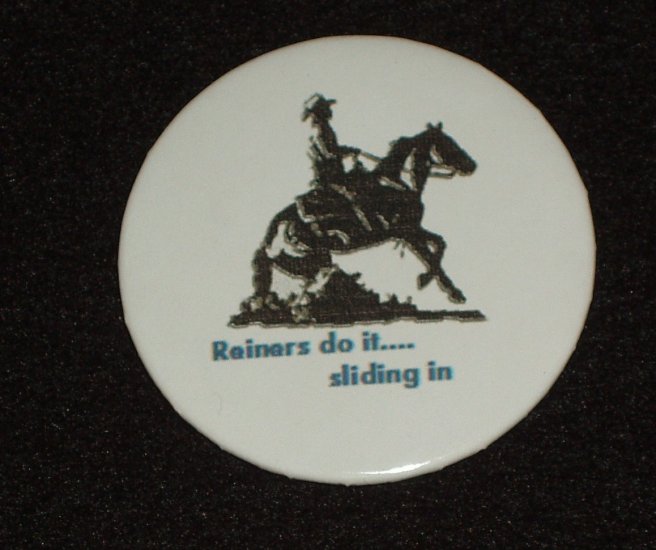 Reiners do it....
sliding in